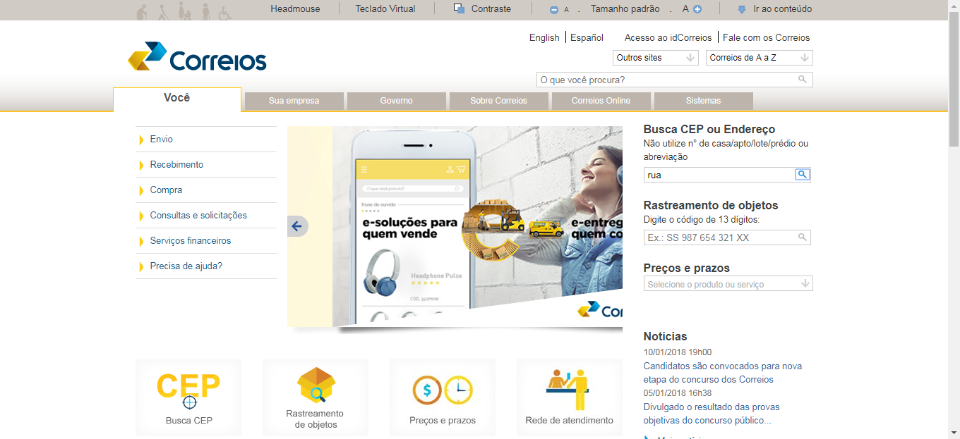 Headmouse
Teclado Virtual
Contraste
A . Tamanho padrão . A
Ir ao conteúdo
English
Español
Acesso ao idCorreios
Fale com os Correios
Correios
Outros sites
Correios de A a Z
O que você procura?
Você
Sua empresa
Governo
Sobre Correios
Correios Online
Sistemas
Envio
Recebimento
Compra
Consultas e solicitações
Serviços financeiros
Precisa de ajuda?
Fone de ouvido
e-soluções para
quem vende
Headphone Pulse
e-entreg
quem co
Cor
Busca CEP ou Endereço
Não utilize n° de casa/apto/lote/prédio ou
abreviação
rua
Rastreamento de objetos
Digite o código de 13 dígitos:
Ex.: SS 987 654 321 XX
Preços e prazos
Selecione o produto ou serviço
Notícias
10/01/2018 19h00
Candidatos são convocados para nova
etapa do concurso dos Correios
05/01/2018 16h38
Divulgado o resultado das provas
objetivas do concurso público...
CEP
Busca CEP
Rastreamento
de objetos
Preços e prazos
Rede de atendimento